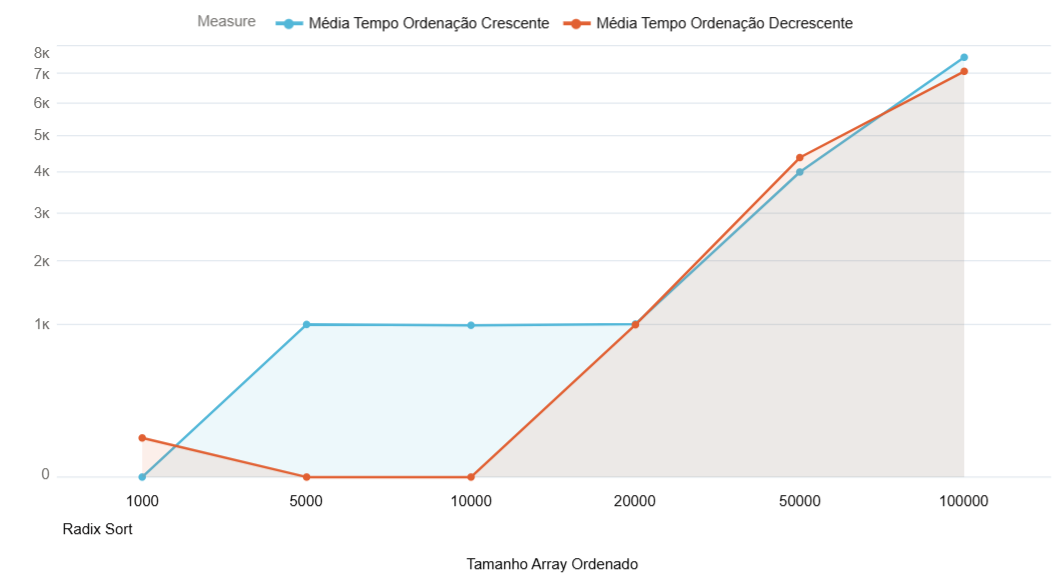 Measure Média Tempo Ordenação Crescente Média Tempo Ordenação Decrescente
8K
7K
6K
5K
4K
3K
2K
1K
0
1000 5000 10000 20000 50000 100000
Radix Sort
Tamanho Array Ordenado